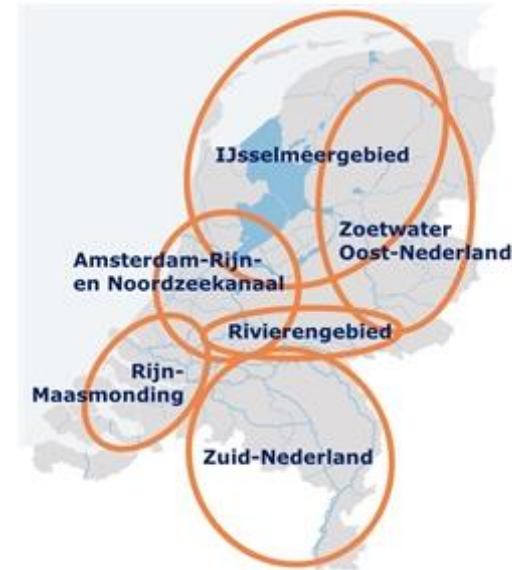 IJsselmeergebied
Zoetwater
Oost-Nederland
Amsterdam-Rijn-
en Noordzeekanaal
Rivierengebied
Rijn-
Maasmonding
Zuid-Nederland